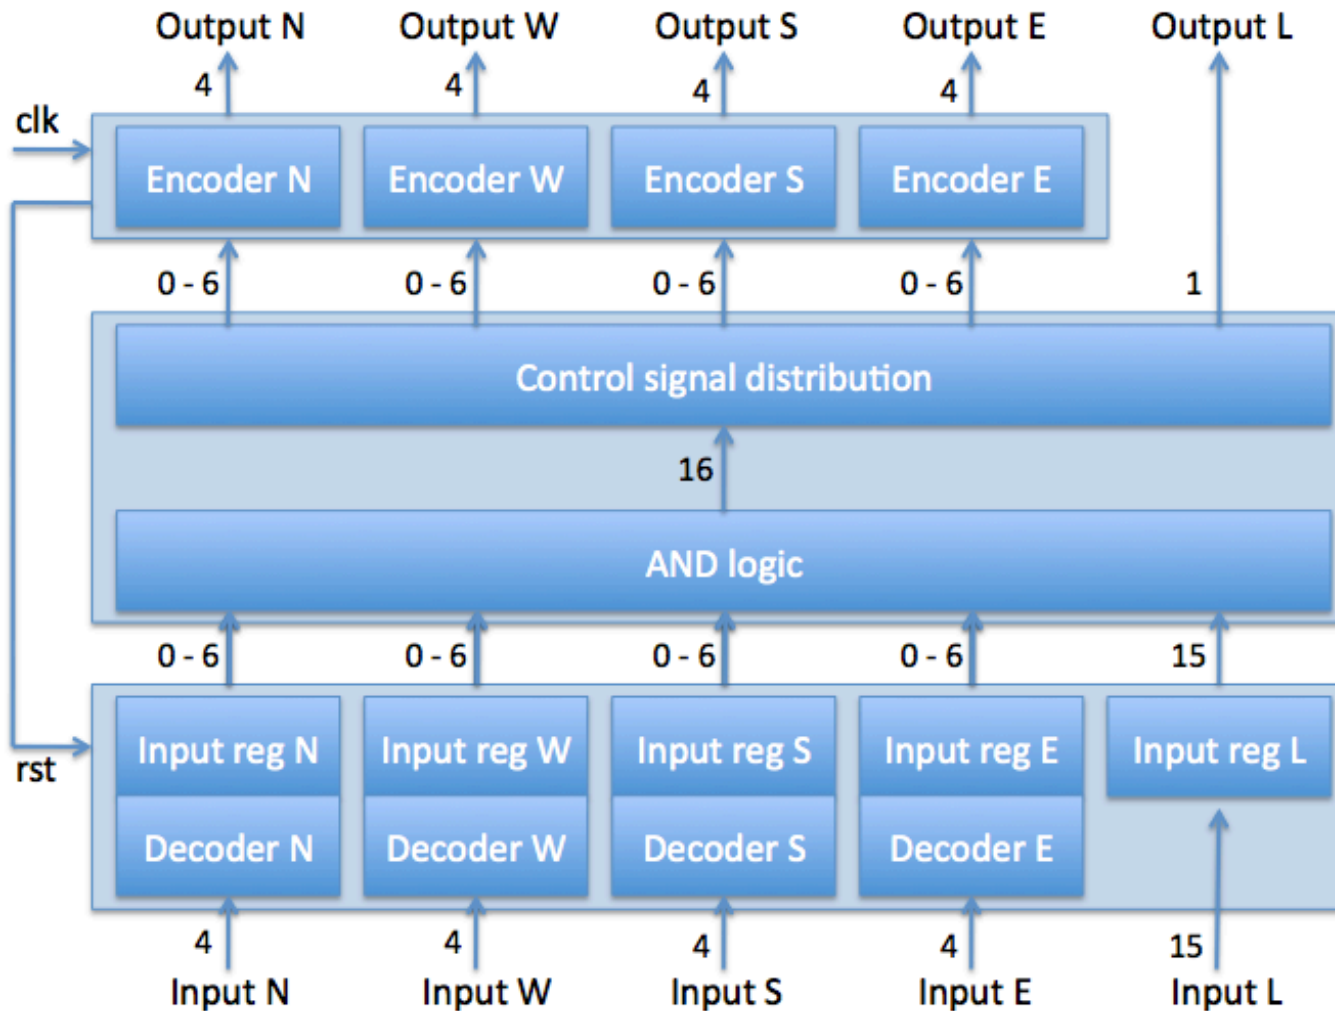 Output N Output W Output S Output E Output L
4 4 4 4
clk
Encoder N Encoder W Encoder S Encoder E
0 - 6 0 - 6 0 - 6 0 - 6 1
Control signal distribution
16
AND logic
0 - 6 0 - 6 0 - 6 0 - 6 15
Input reg N Input reg W Input reg S Input reg E Input reg L
rst
Decoder N Decoder W Decoder S Decoder E
4 4 4 4 15
Input N Input W Input S Input E Input L